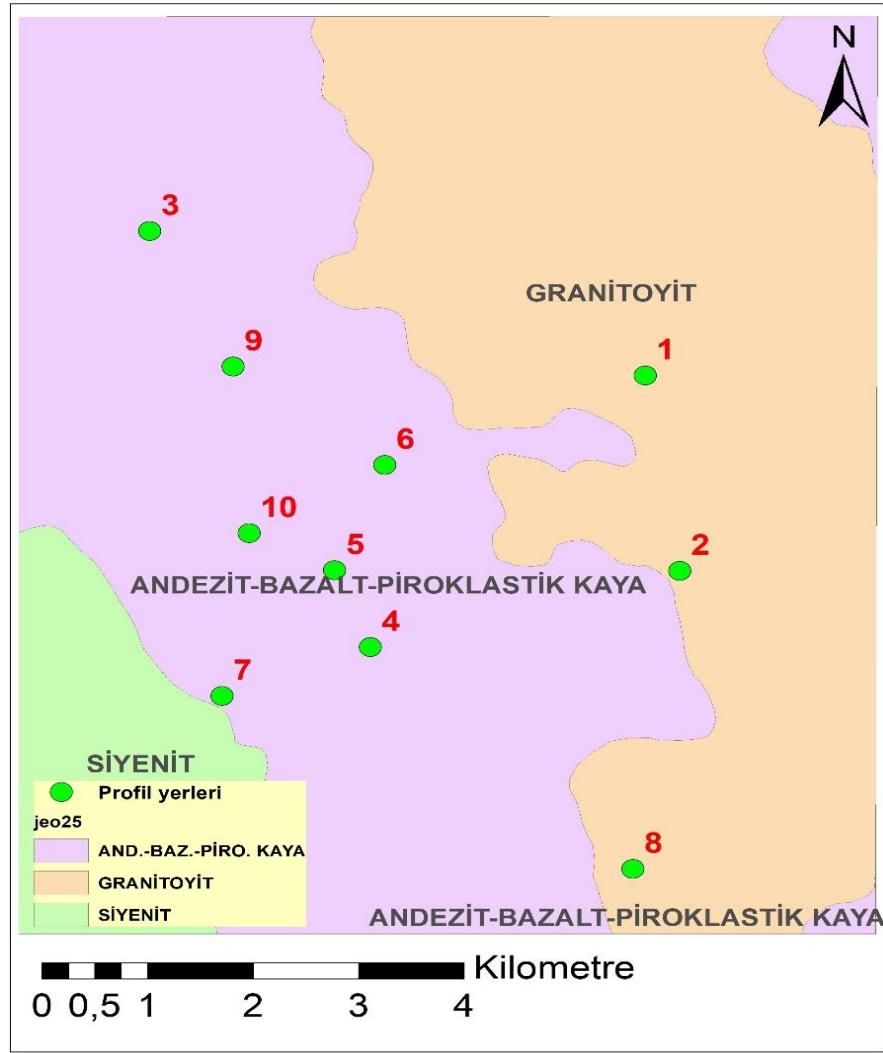 N
3
GRANİTOYİT
9
1
6
10
5
2
ANDEZİT-BAZALT-PİROKLASTİK KAYA
4
7
SİYENİT
Profil yerleri
jeo25
AND.-BAZ.-PİRO. KAYA
GRANİTOYİT
SİYENİT
8
ANDEZİT-BAZALT-PİROKLASTİK KAYA
Kilometre
0 0,5 1 2 3 4